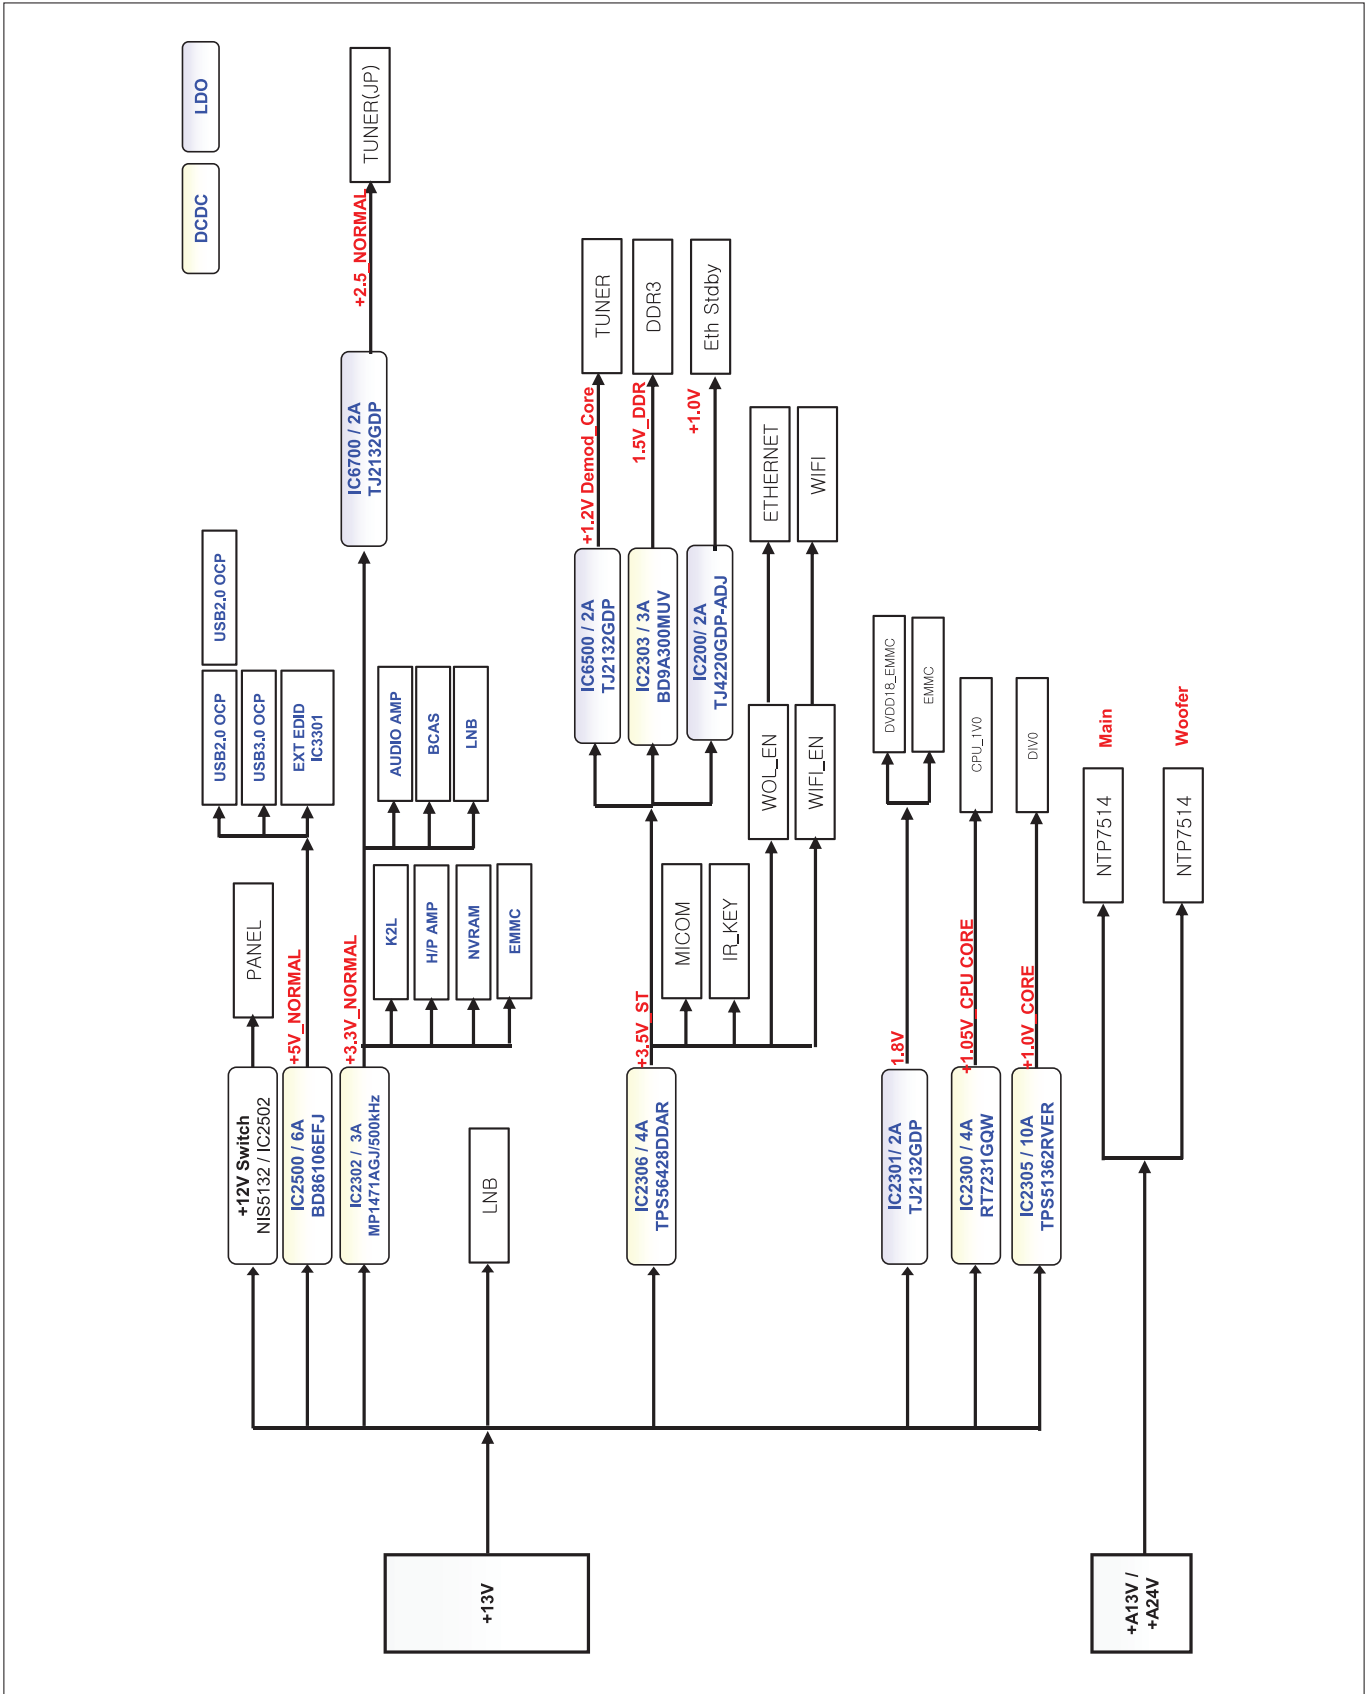 LDO
DCDC
TUNER(JP)
+2.5_NORMAL
IC6700 / 2A
TJ2132GDP
USB2.0 OCP
USB2.0 OCP
USB3.0 OCP
EXT EDID
IC3301
PANEL
+5V_NORMAL
+12V Switch
NIS5132 / IC2502
IC2500 / 6A
BD86106EFJ
AUDIO AMP
BCAS
LNB
+3.3V_NORMAL
K2L
H/P AMP
NVRAM
EMMC
IC2302 / 3A
MP1471AGJ/500kHz
LNB
TUNER
DDR3
Eth Stdby
+1.2V Demod_Core
1.5V_DDR
+1.0V
IC6500 / 2A
TJ2132GDP
IC2303 / 3A
BD9A300MUV
IC200/ 2A
TJ4220GDP-ADJ
ETHERNET
WIFI
WOL_EN
WIFI_EN
MICOM
IR_KEY
+3.5V_ST
IC2306 / 4A
TPS56428DDAR
DVDD18_EMMC
EMMC
1.8V
IC2301/ 2A
TJ2132GDP
CPU_1V0
+1.05V_CPU CORE
IC2300 / 4A
RT7231GQW
DIV0
+1.0V_CORE
IC2305 / 10A
TPS51362RVER
Main
NTP7514
Woofer
NTP7514
+13V
+A13V /
+A24V